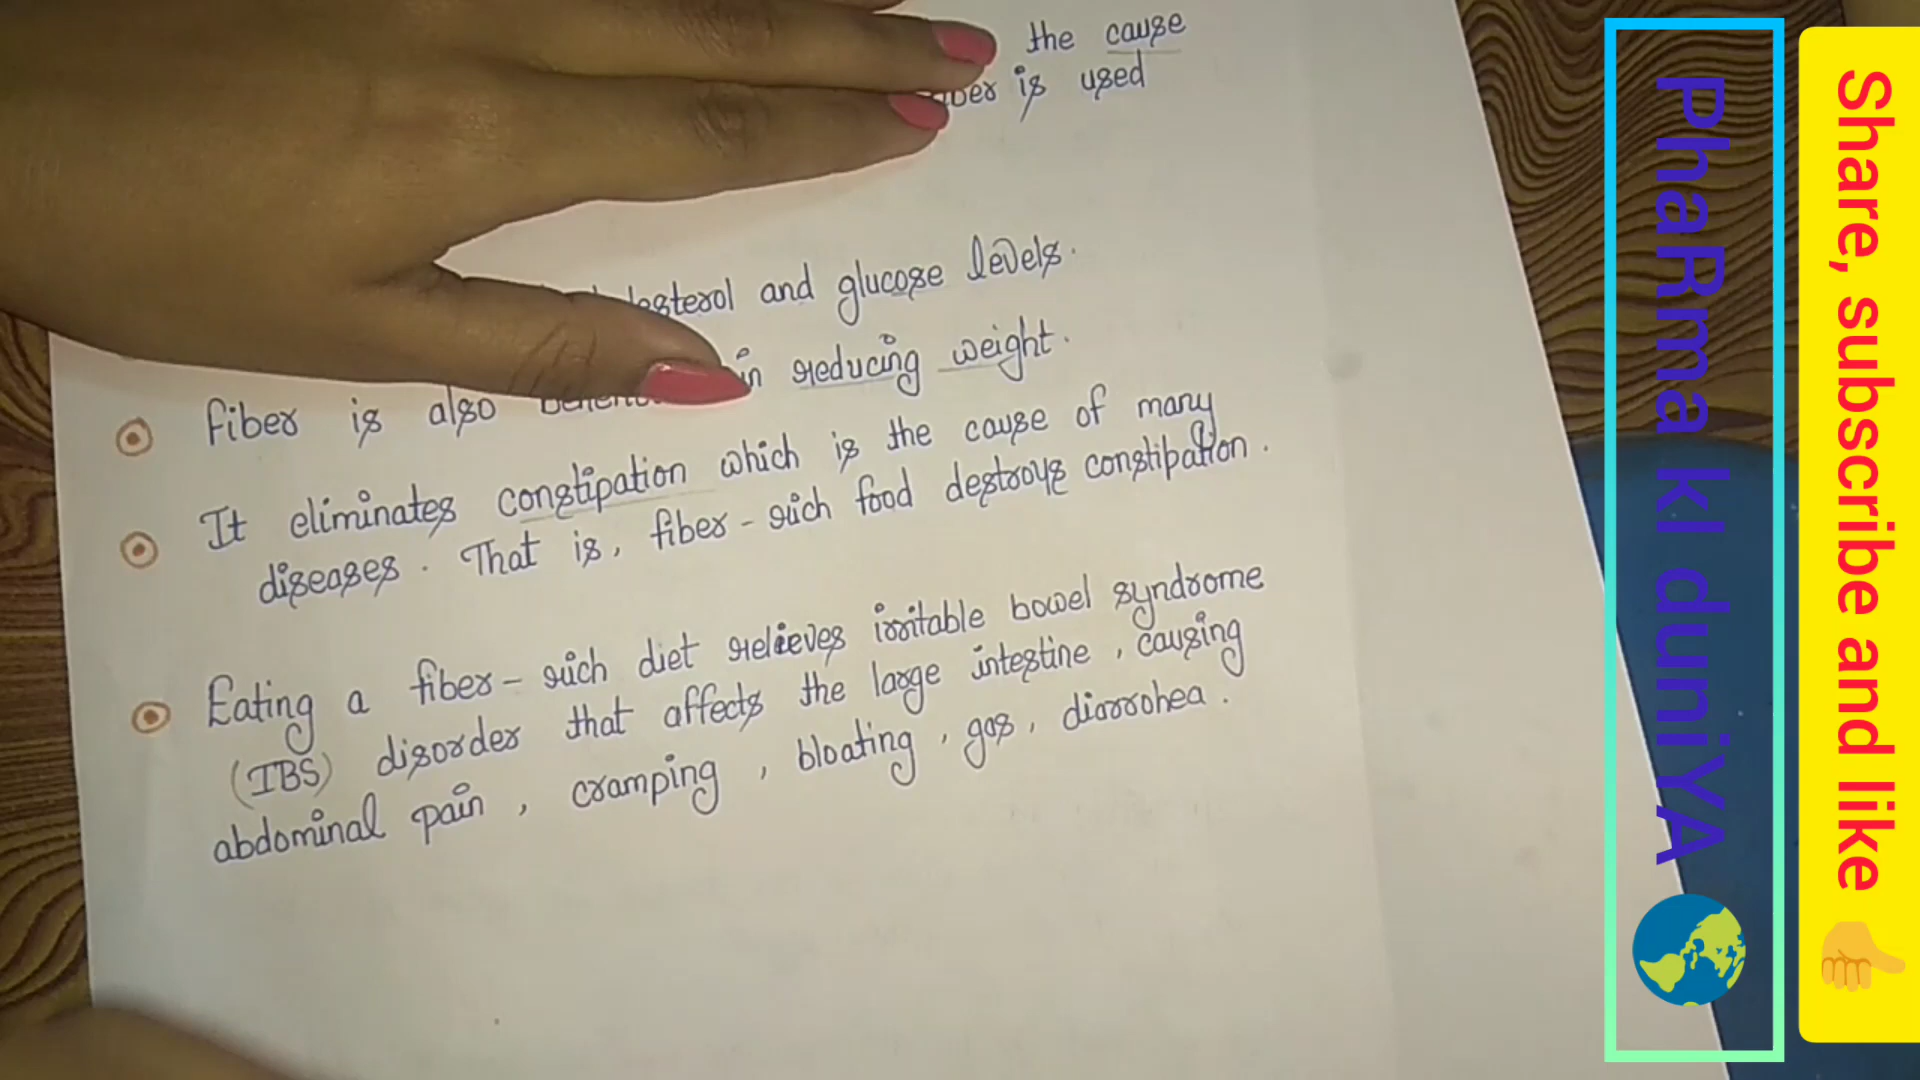 the cause
is used
and glucose levels.
Fiber is also in reducing weight.
It eliminates constipation which is the cause of many
diseases. That is, fiber-rich food destroys constipation.
Eating a fiber-rich diet relieves irritable bowel syndrome
(IBS) disorder that affects the large intestine, causing
abdominal pain, cramping, bloating, gas, diarrohea.
PhaRma ki duniYA
Share, subscribe and like